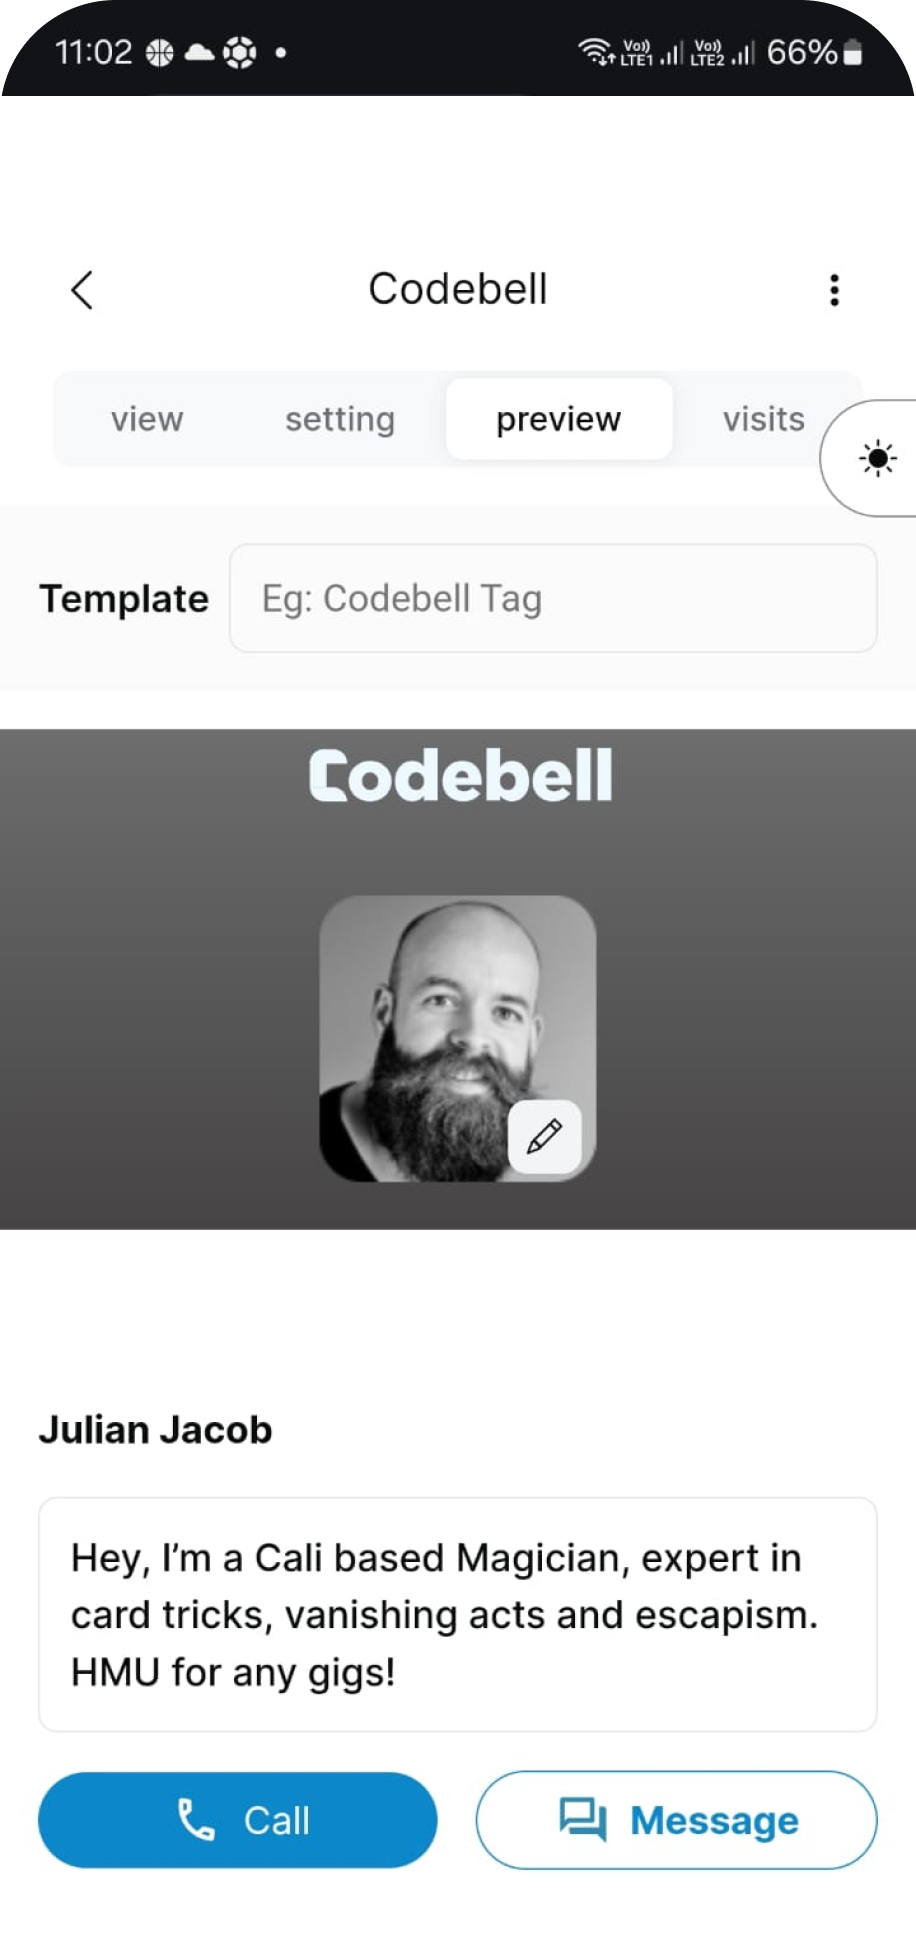 11:02 66%
Vo)) LTE1 Vo)) LTE2
Codebell
view setting preview visits
Template Eg: Codebell Tag
Codebell
Julian Jacob
Hey, I’m a Cali based Magician, expert in
card tricks, vanishing acts and escapism.
HMU for any gigs!
Call Message